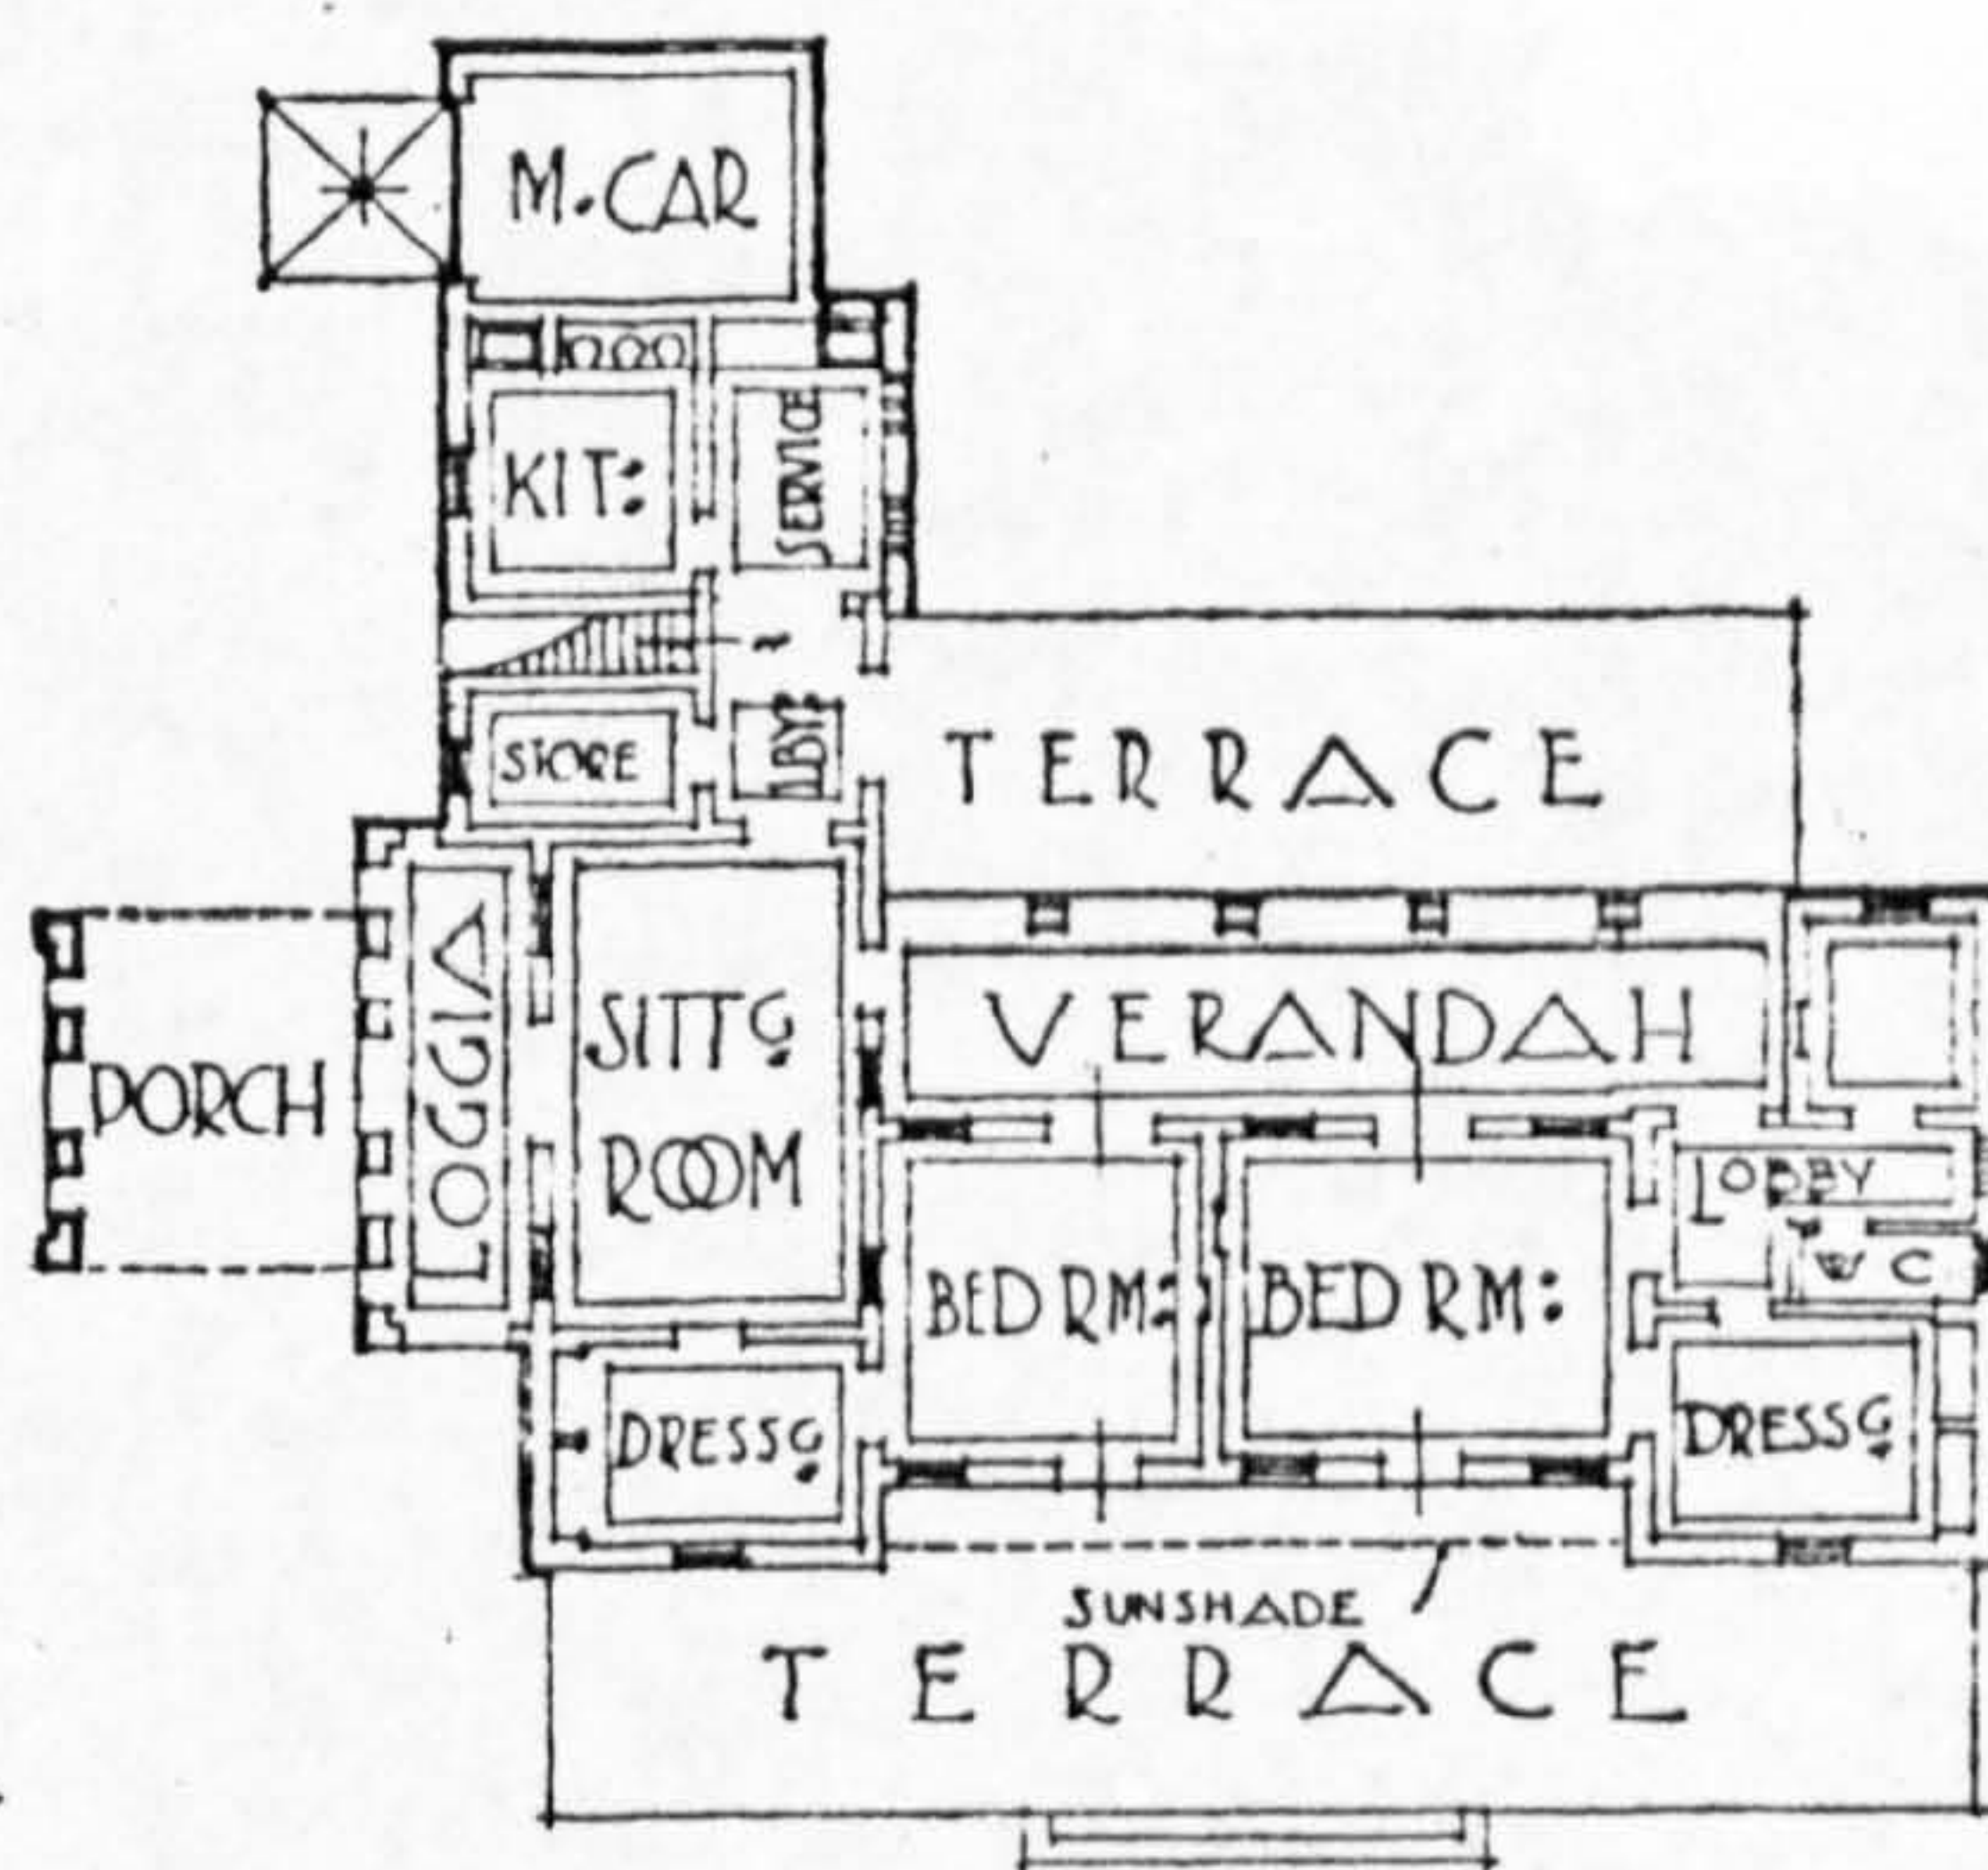 M. CAR
KIT:
SERVICE
STORE
LBY:
TERRACE
LOGGIA
SITTG
ROOM
VERANDAH
PORCH
LOBBY
W C
BED RM:
BED RM:
DRESSG
DRESSG
SUNSHADE
TERRACE